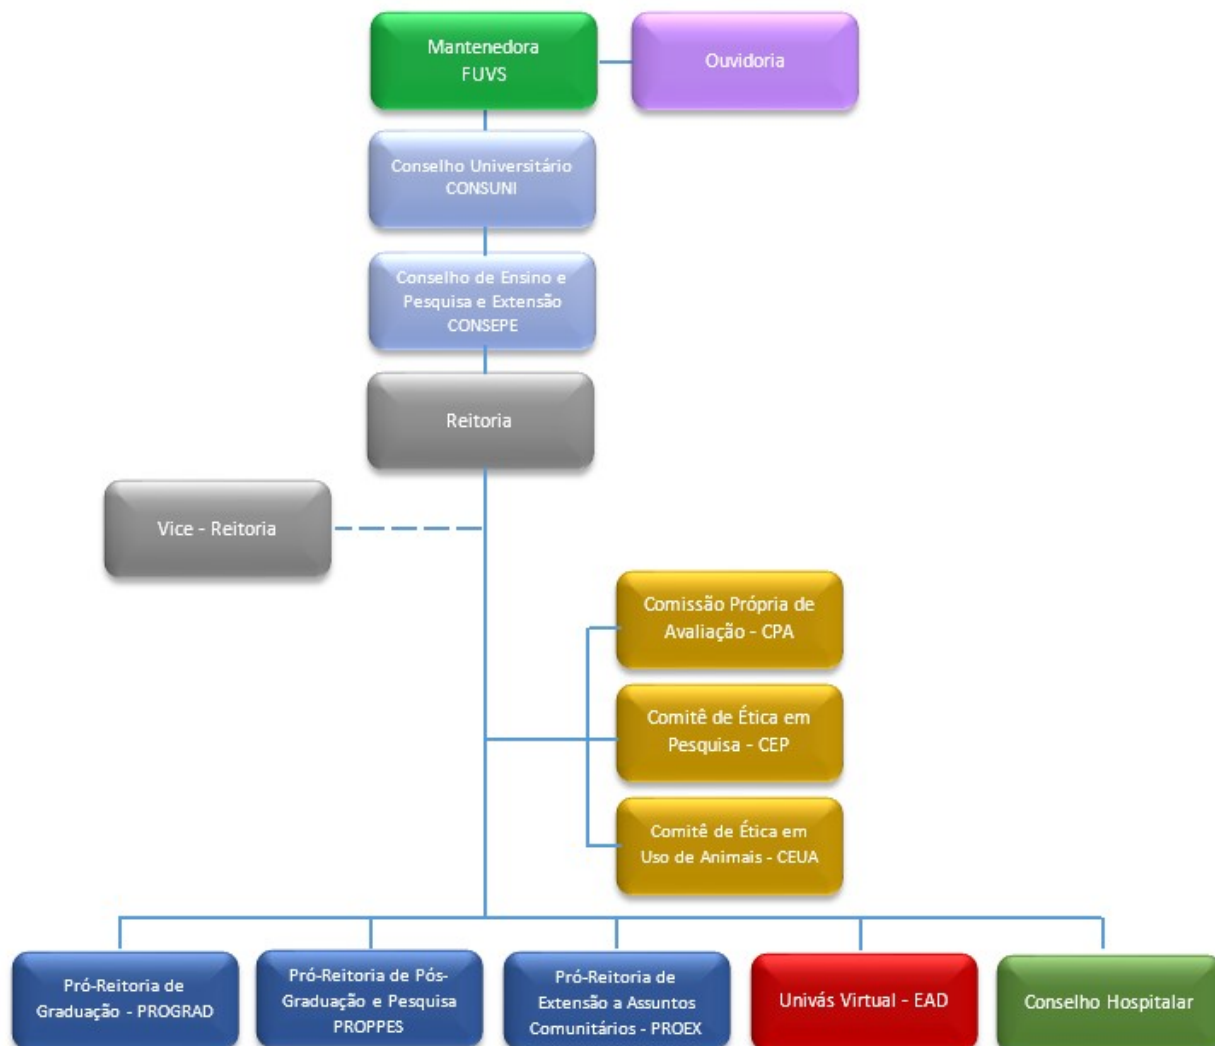 Mantenedora
FUVS
Ouvidoria
Conselho Universitário
CONSUNI
Conselho de Ensino e
Pesquisa e Extensão
CONSEPE
Reitoria
Vice - Reitoria
Comissão Própria de
Avaliação - CPA
Comitê de Ética em
Pesquisa - CEP
Comitê de Ética em
Uso de Animais - CEUA
Pró-Reitoria de
Graduação - PROGRAD
Pró-Reitoria de Pós-
Graduação e Pesquisa
PROPPES
Pró-Reitoria de
Extensão a Assuntos
Comunitários - PROEX
Univás Virtual - EAD
Conselho Hospitalar